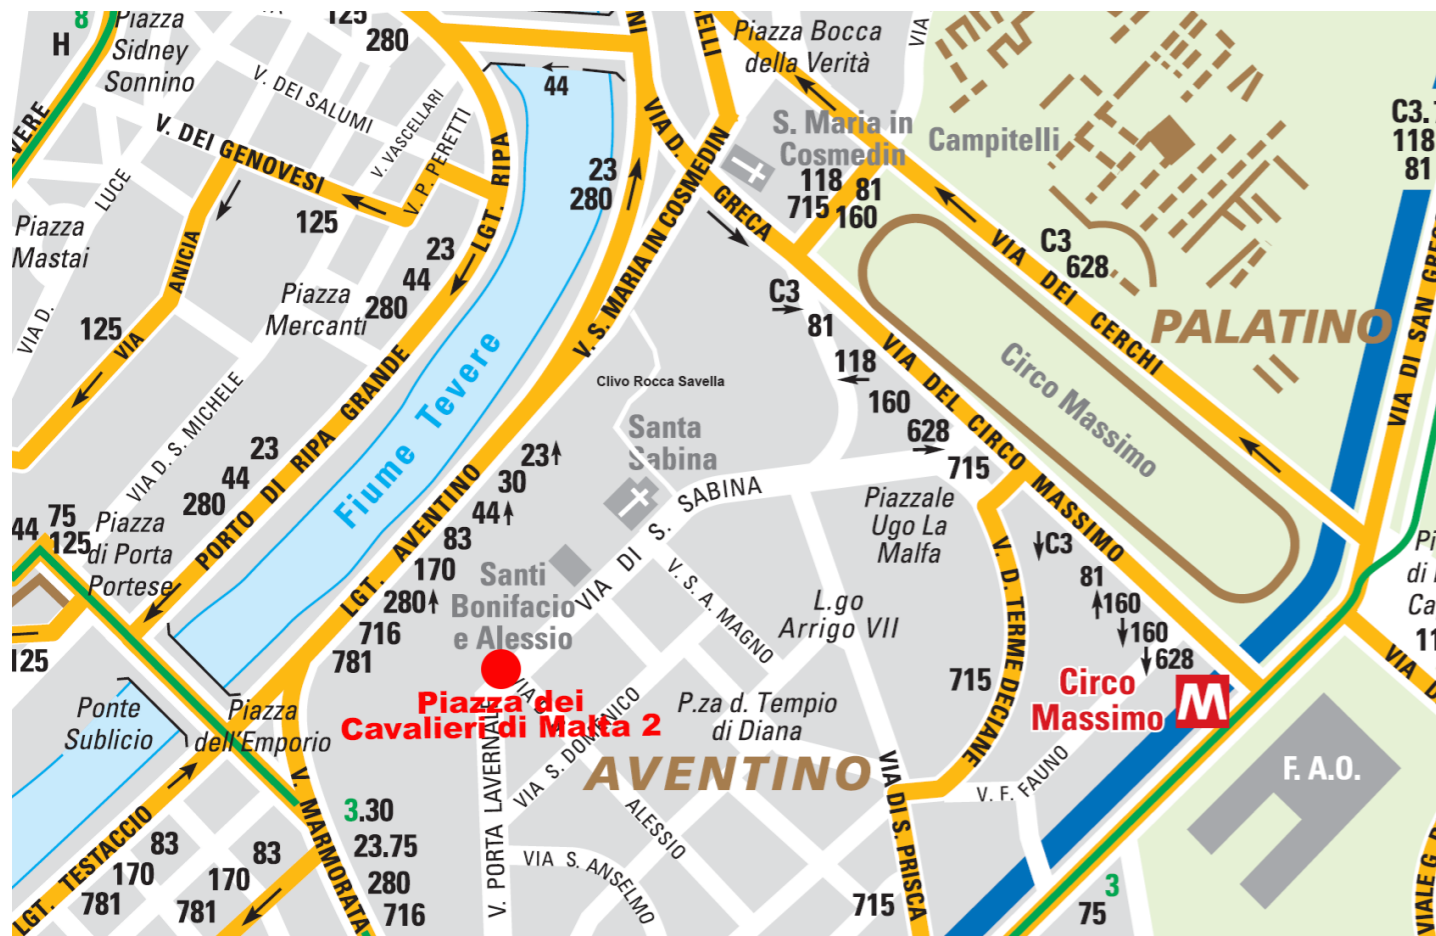 8
H
Piazza
Sidney
Sonnino
125
280
V. DEI SALUMI
V. VASCELLARI
V. P. PERETTI
V. DEI GENOVESI
125
LUCE
VIA D.
Piazza
Mastai
ANICIA
VIA
125
Piazza
Mercanti
23
44
280
LGT. RIPA
44
23
280
VIA D. GRECA
V. S. MARIA IN COSMEDIN
Piazza Bocca
della Verità
VIA
S. Maria in
Cosmedin
118
715
81
160
Campitelli
C3
628
VIA DEI CERCHI
PALATINO
C3.
118
81
VIA DI SAN GREG
Circo Massimo
C3
81
118
160
628
715
VIA DEL CIRCO MASSIMO
Clivo Rocca Savella
Santa
Sabina
VIA DI S. SABINA
Fiume Tevere
VIA D. S. MICHELE
PORTO DI RIPA GRANDE
23
44
280
44
75
125
Piazza
di Porta
Portese
125
LGT. AVENTINO
23
30
44
83
170
280
716
781
Santi
Bonifacio
e Alessio
Piazzale
Ugo La
Malfa
V. S. A. MAGNO
L.go
Arrigo VII
V. D. TERME DECIANE
715
C3
81
160
160
628
Circo
Massimo
M
F. A.O.
VIA D.
Piazza dei
Cavalieri di Malta 2
VIA S.
ALESSIO
VIA S. DOMENICO
P.za d. Tempio
di Diana
AVENTINO
Ponte
Sublicio
Piazza
dell'Emporio
LGT. TESTACCIO
V. MARMORATA
V. PORTA LAVERNALE
VIA S. ANSELMO
VIA DI S. PRISCA
V. F. FAUNO
3.30
23.75
280
716
83
170
781
83
170
781
715
3
75
VIALE G.